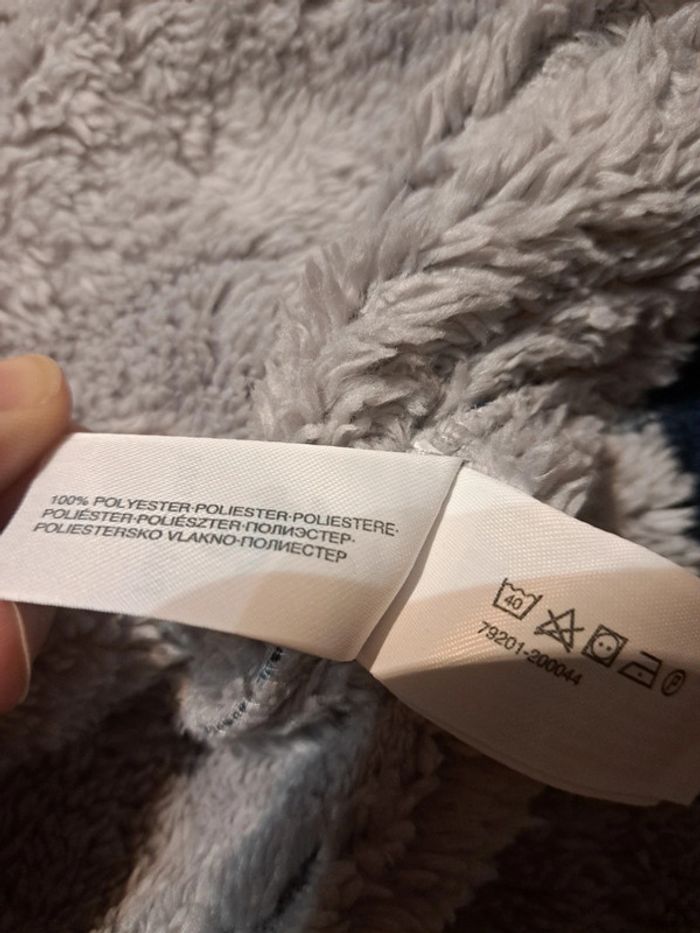 100% POLYESTER·POLIESTER·POLIESTERE·
POLIÉSTER·POLIÉSZTER·ПОЛИЭСТЕР·
POLIESTERSKO VLAKNO·ПОЛИЕСТЕР
40
P
79201-200044